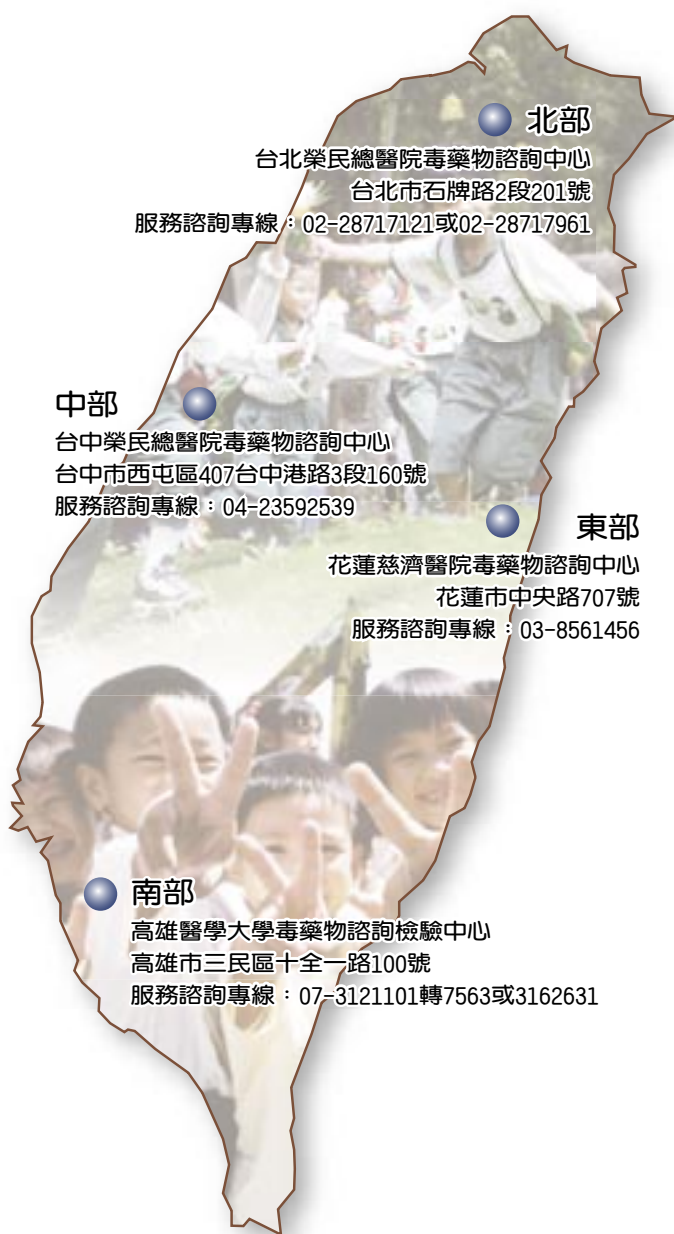 北部
台北榮民總醫院毒藥物諮詢中心
台北市石牌路2段201號
服務諮詢專線：02-28717121或02-28717961
中部
台中榮民總醫院毒藥物諮詢中心
台中市西屯區407台中港路3段160號
服務諮詢專線：04-23592539
東部
花蓮慈濟醫院毒藥物諮詢中心
花蓮市中央路707號
服務諮詢專線：03-8561456
南部
高雄醫學大學毒藥物諮詢檢驗中心
高雄市三民區十全一路100號
服務諮詢專線：07-3121101轉7563或3162631